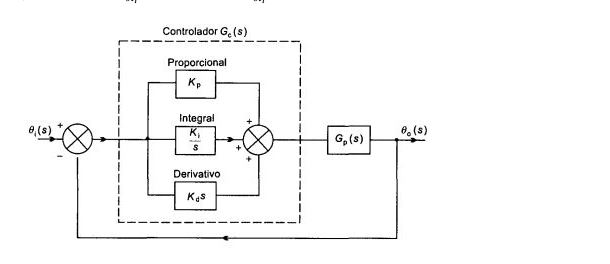 Controlador G_c(s)
Proporcional
K_p
+
Integral
θ_i(s)
+
K_i
s
+
+
−
G_p(s)
θ_o(s)
Derivativo
K_d s